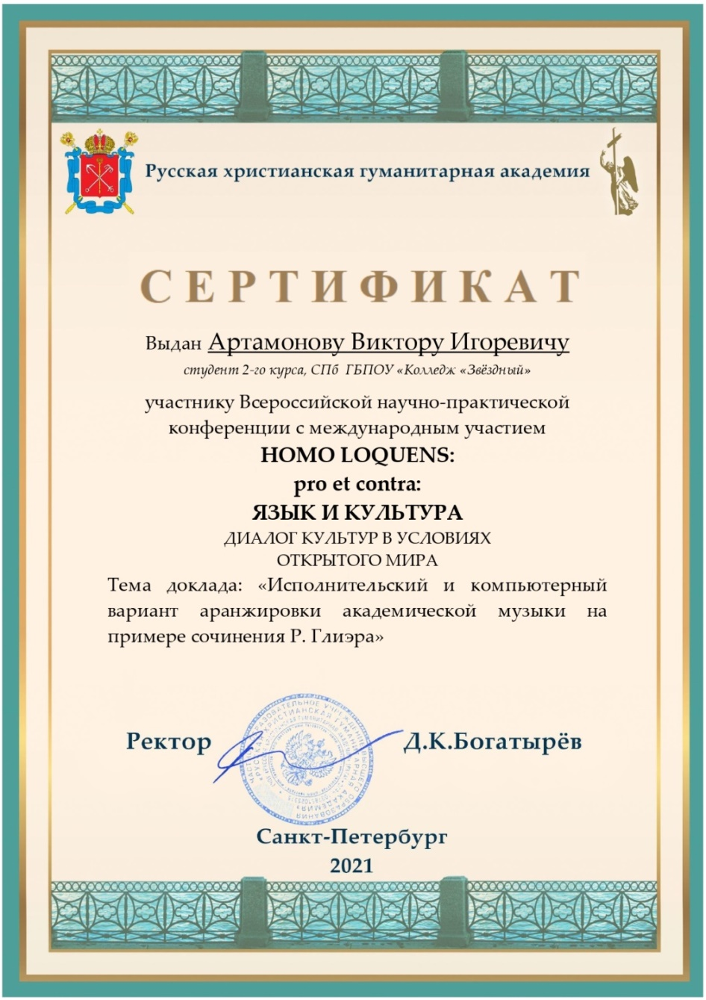 Русская христианская гуманитарная академия
СЕРТИФИКАТ
Выдан Артамонову Виктору Игоревичу
студент 2-го курса, СПб ГБПОУ «Колледж «Звёздный»
участнику Всероссийской научно-практической
конференции с международным участием
HOMO LOQUENS:
pro et contra:
ЯЗЫК И КУЛЬТУРА
ДИАЛОГ КУЛЬТУР В УСЛОВИЯХ
ОТКРЫТОГО МИРА
Тема доклада: «Исполнительский и компьютерный
вариант аранжировки академической музыки на
примере сочинения Р. Глиэра»
Ректор
Д.К.Богатырёв
Санкт-Петербург
2021